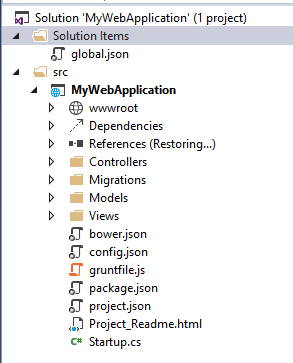 Solution 'MyWebApplication' (1 project)
Solution Items
global.json
src
MyWebApplication
wwwroot
Dependencies
References (Restoring...)
Controllers
Migrations
Models
Views
bower.json
config.json
gruntfile.js
package.json
project.json
Project_Readme.html
C# Startup.cs